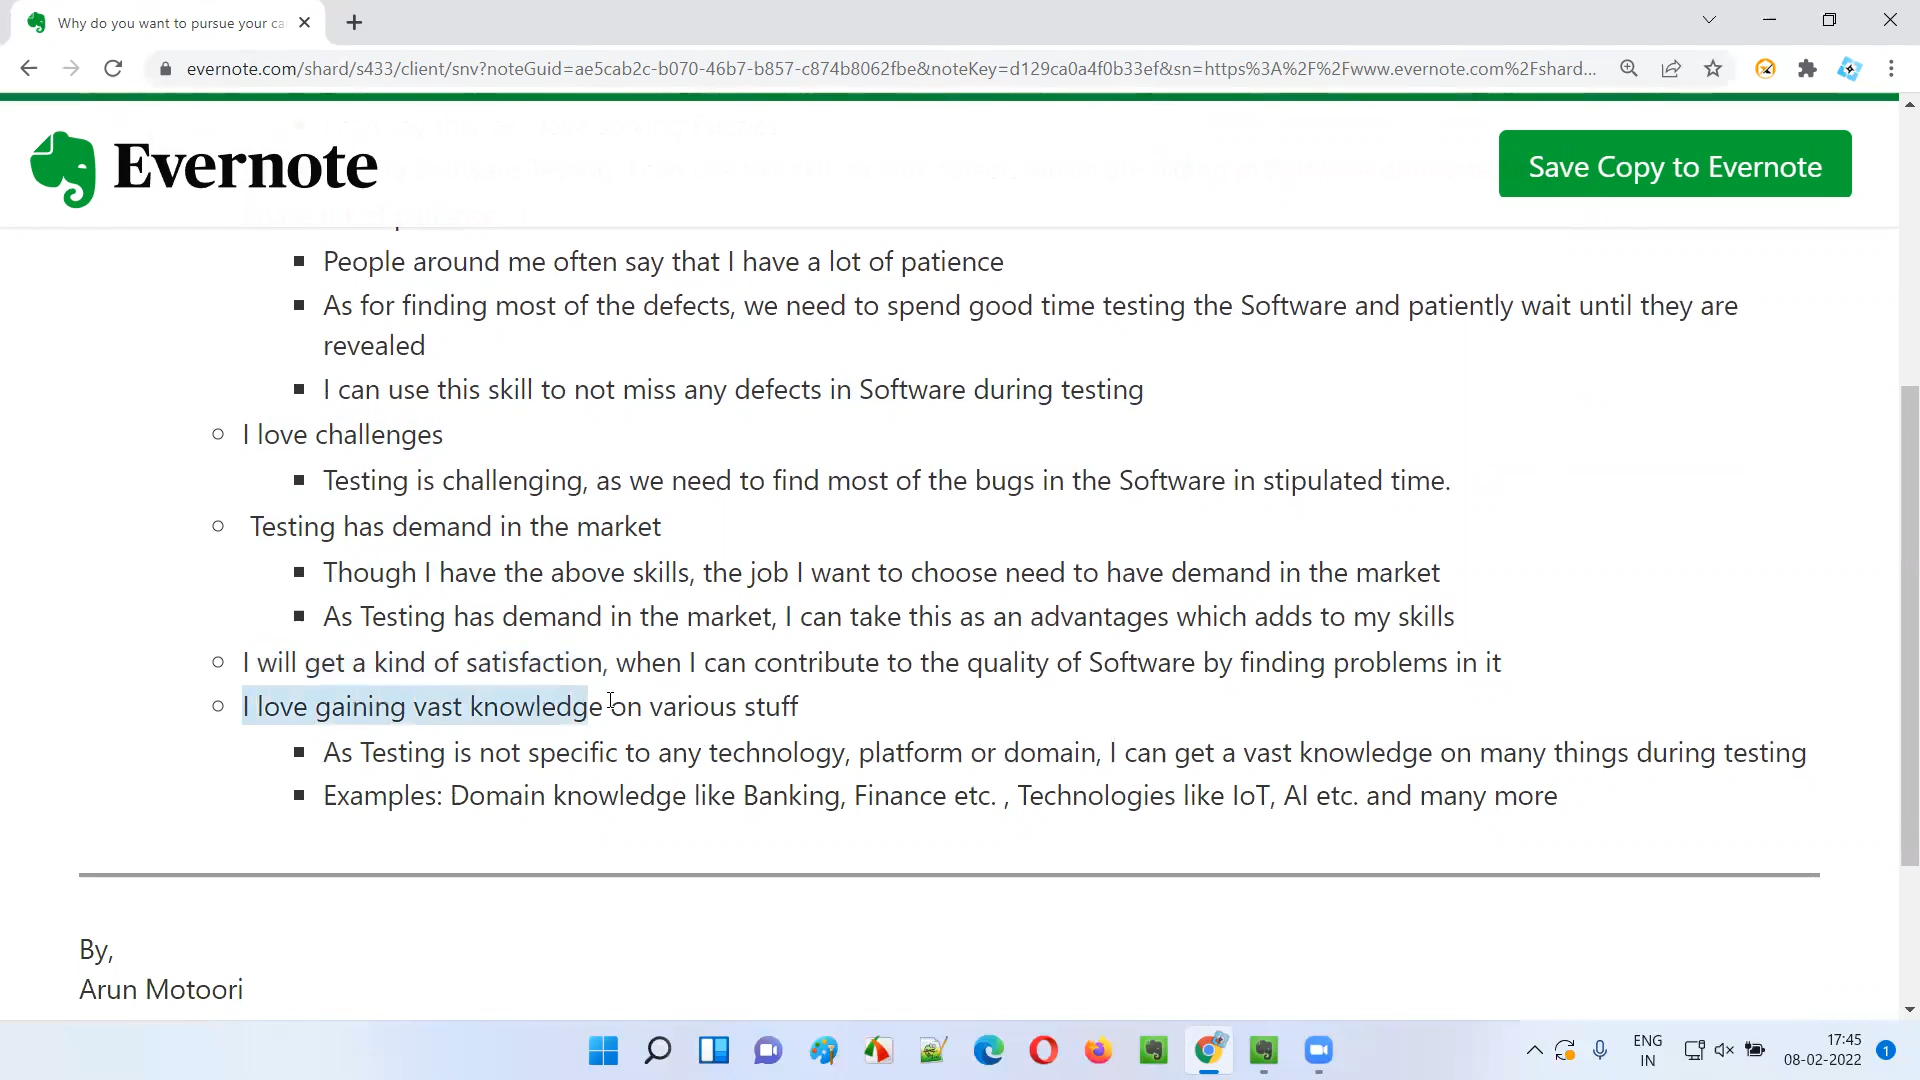 Why do you want to pursue your ca
evernote.com/shard/s433/client/snv?noteGuid=ae5cab2c-b070-46b7-b857-c874b8062fbe&noteKey=d129ca0a4f0b33ef&sn=https%3A%2F%2Fwww.evernote.com%2Fshard...
Evernote
Save Copy to Evernote
People around me often say that I have a lot of patience
As for finding most of the defects, we need to spend good time testing the Software and patiently wait until they are
revealed
I can use this skill to not miss any defects in Software during testing
I love challenges
Testing is challenging, as we need to find most of the bugs in the Software in stipulated time.
Testing has demand in the market
Though I have the above skills, the job I want to choose need to have demand in the market
As Testing has demand in the market, I can take this as an advantages which adds to my skills
I will get a kind of satisfaction, when I can contribute to the quality of Software by finding problems in it
I love gaining vast knowledge on various stuff
As Testing is not specific to any technology, platform or domain, I can get a vast knowledge on many things during testing
Examples: Domain knowledge like Banking, Finance etc. , Technologies like IoT, AI etc. and many more
By,
Arun Motoori
ENG
IN
17:45
08-02-2022
1